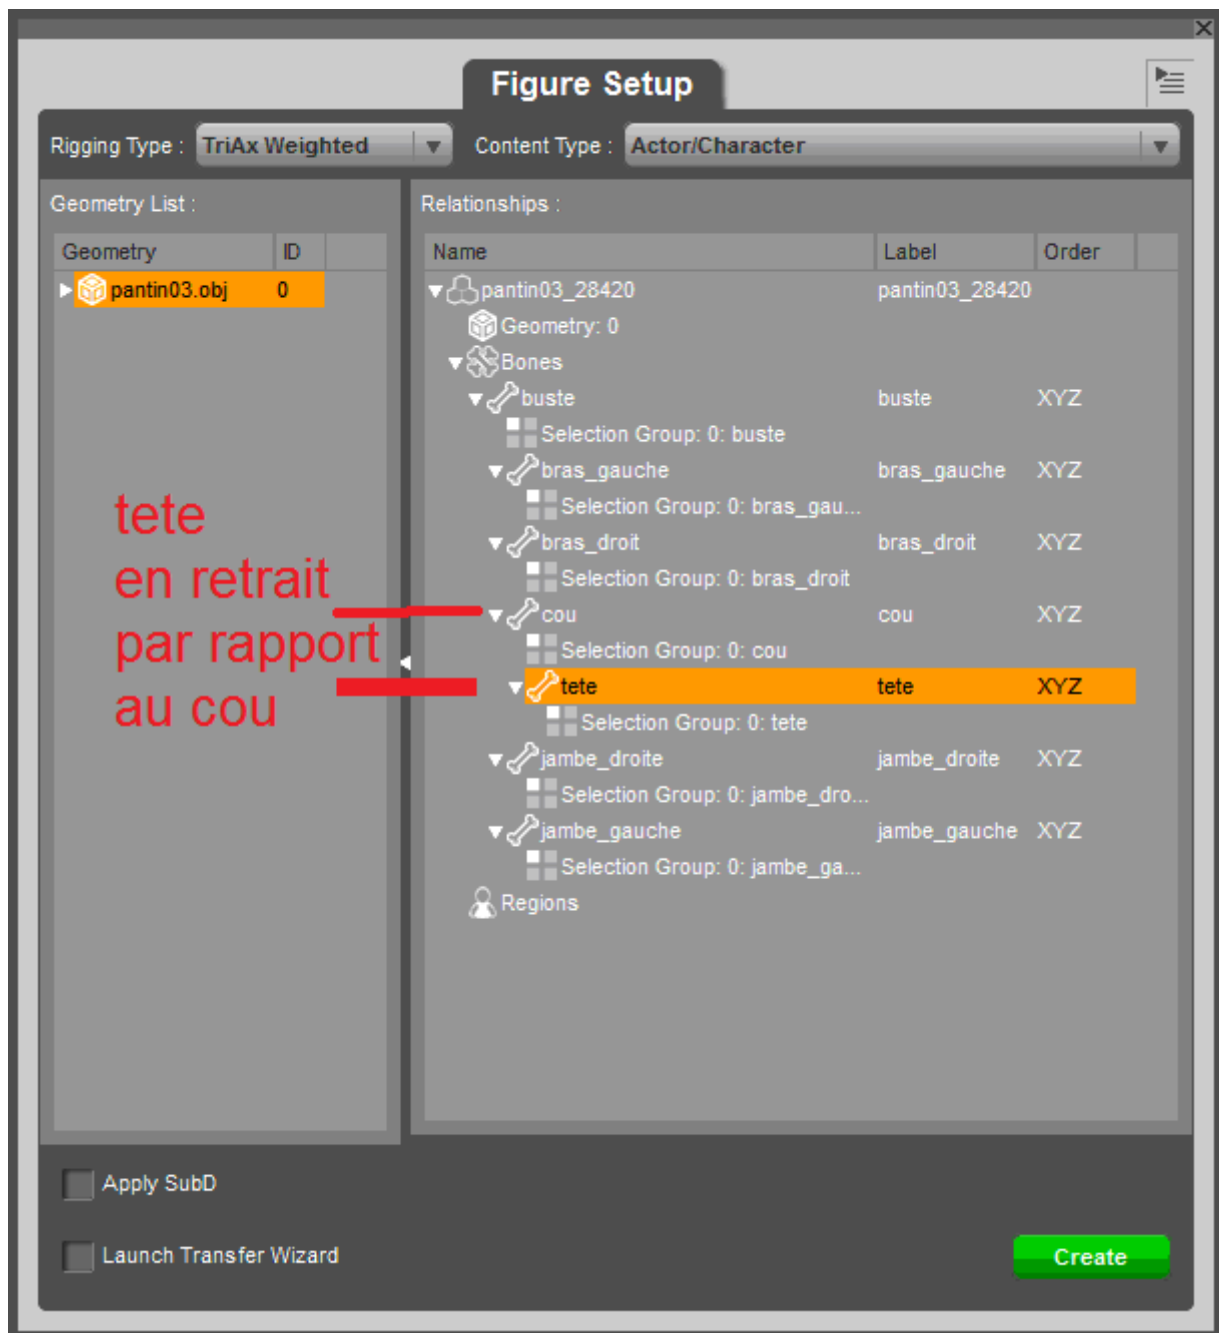 Figure Setup
Rigging Type : TriAx Weighted Content Type : Actor/Character
Geometry List : Relationships :
Geometry ID Name Label Order
pantin03.obj 0 pantin03_28420 pantin03_28420
Geometry: 0
Bones
buste buste XYZ
Selection Group: 0: buste
bras_gauche bras_gauche XYZ
Selection Group: 0: bras_gau...
bras_droit bras_droit XYZ
Selection Group: 0: bras_droit
cou cou XYZ
Selection Group: 0: cou
tete tete XYZ
Selection Group: 0: tete
jambe_droite jambe_droite XYZ
Selection Group: 0: jambe_dro...
jambe_gauche jambe_gauche XYZ
Selection Group: 0: jambe_ga...
Regions
tete
en retrait
par rapport
au cou
Apply SubD
Launch Transfer Wizard
Create